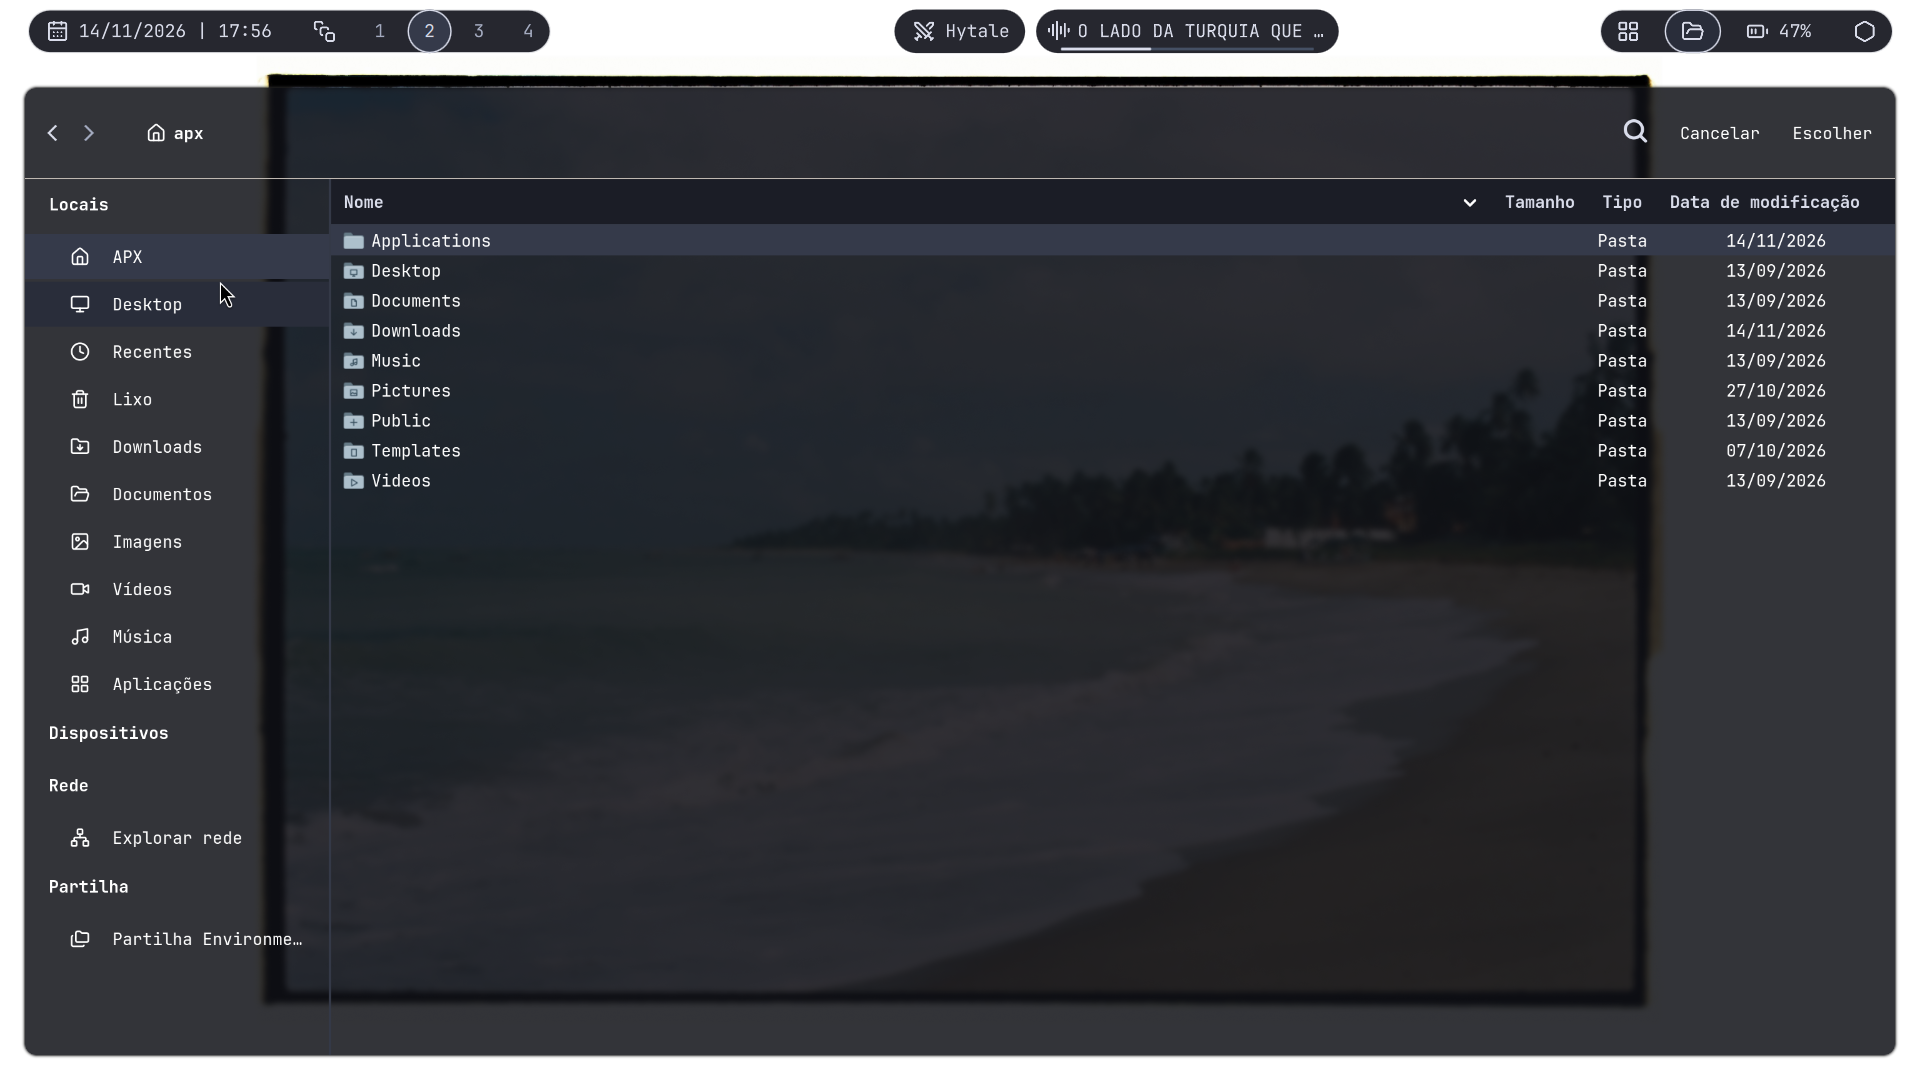 14/11/2026 | 17:56
1 2 3 4
Hytale
O LADO DA TURQUIA QUE …
47%
apx
Cancelar
Escolher
Locais
APX
Desktop
Recentes
Lixo
Downloads
Documentos
Imagens
Vídeos
Música
Aplicações
Dispositivos
Rede
Explorar rede
Partilha
Partilha Environme…
Nome Tamanho Tipo Data de modificação
Applications Pasta 14/11/2026
Desktop Pasta 13/09/2026
Documents Pasta 13/09/2026
Downloads Pasta 14/11/2026
Music Pasta 13/09/2026
Pictures Pasta 27/10/2026
Public Pasta 13/09/2026
Templates Pasta 07/10/2026
Videos Pasta 13/09/2026